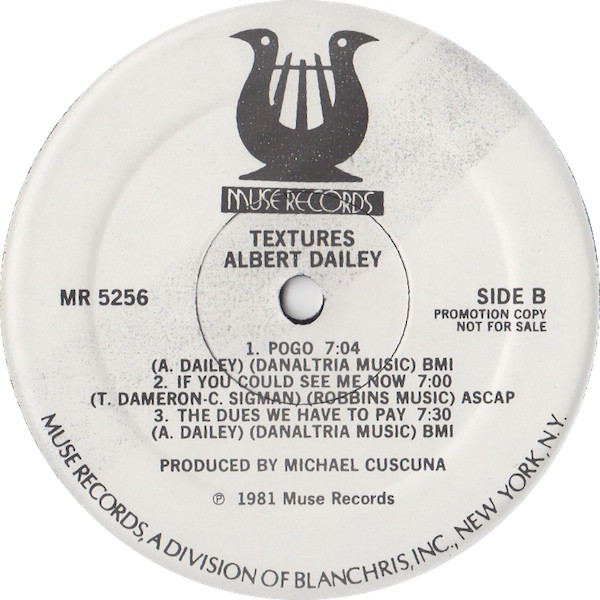 MUSE RECORDS
TEXTURES
ALBERT DAILEY
MR 5256
SIDE B
PROMOTION COPY
NOT FOR SALE
1. POGO 7:04
(A. DAILEY) (DANALTRIA MUSIC) BMI
2. IF YOU COULD SEE ME NOW 7:00
(T. DAMERON-C. SIGMAN) (ROBBINS MUSIC) ASCAP
3. THE DUES WE HAVE TO PAY 7:30
(A. DAILEY) (DANALTRIA MUSIC) BMI
PRODUCED BY MICHAEL CUSCUNA
℗ 1981 Muse Records
MUSE RECORDS, A DIVISION OF BLANCHRIS, INC., NEW YORK, N.Y.